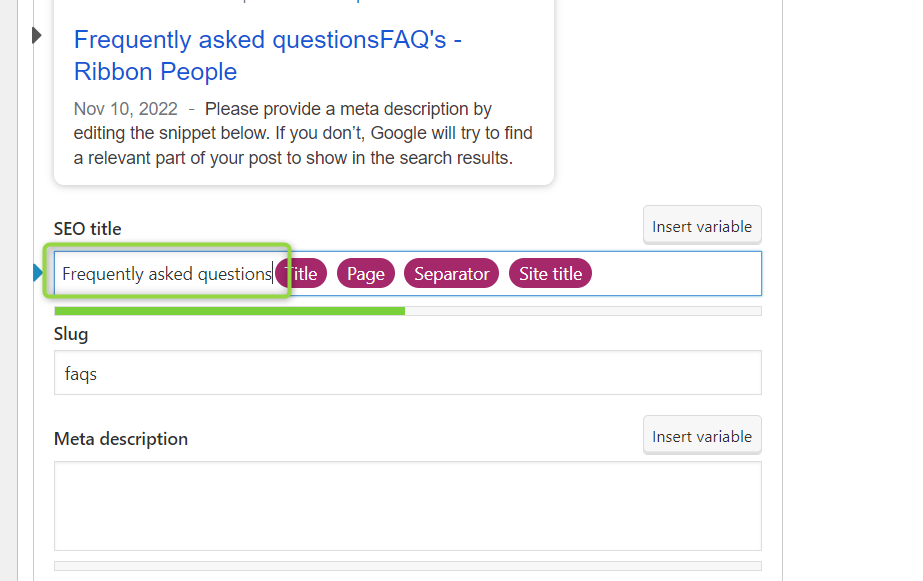 Frequently asked questionsFAQ's -
Ribbon People
Nov 10, 2022 - Please provide a meta description by
editing the snippet below. If you don’t, Google will try to find
a relevant part of your post to show in the search results.
SEO title
Insert variable
Frequently asked questions Title Page Separator Site title
Slug
faqs
Meta description
Insert variable